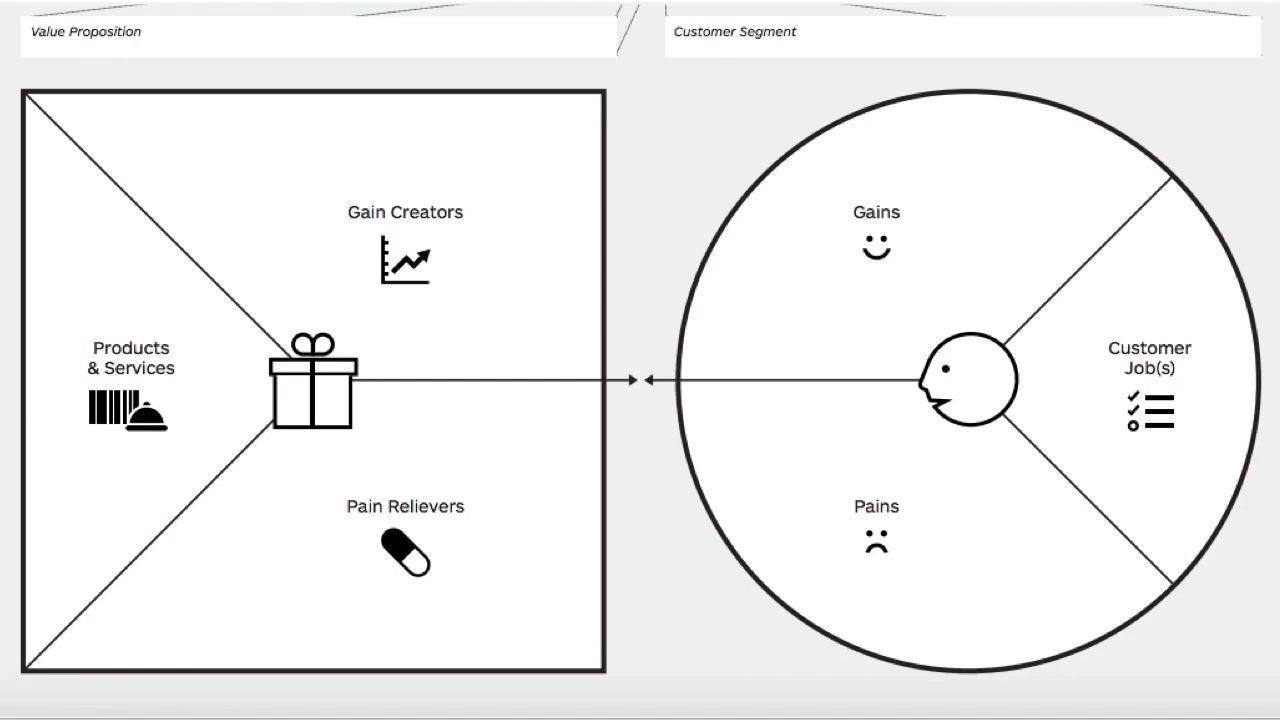 Value Proposition
Customer Segment
Gain Creators
Products
& Services
Pain Relievers
Gains
Customer
Job(s)
Pains